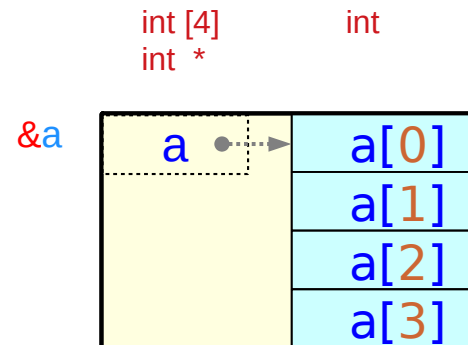 int [4] int
int *
&a a a[0]
a[1]
a[2]
a[3]